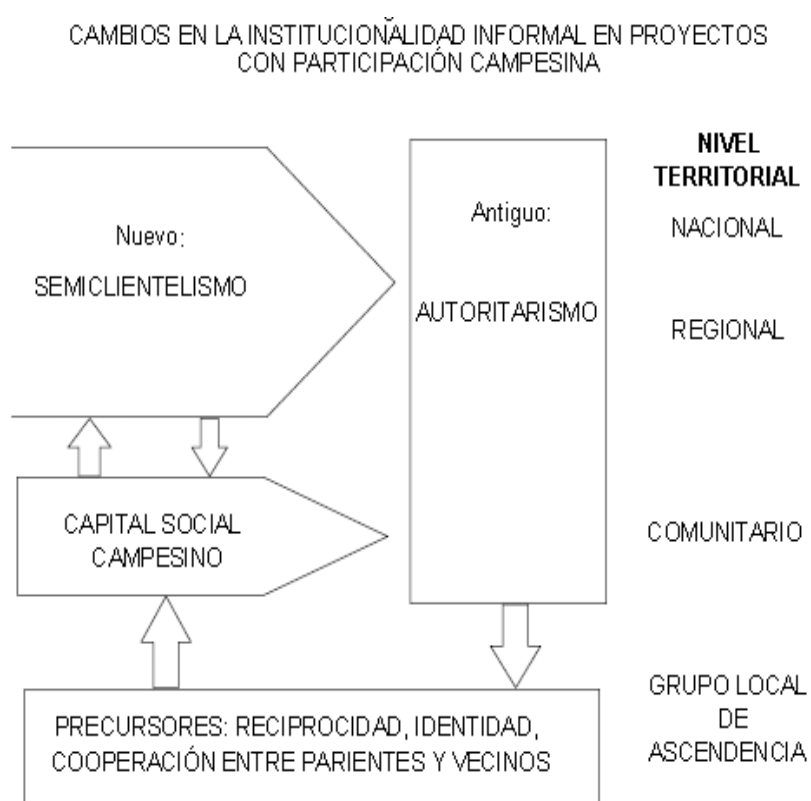 CAMBIOS EN LA INSTITUCIONALIDAD INFORMAL EN PROYECTOS
CON PARTICIPACIÓN CAMPESINA
NIVEL
TERRITORIAL
Nuevo:
SEMICLIENTELISMO
Antiguo:
AUTORITARISMO
NACIONAL
REGIONAL
CAPITAL SOCIAL
CAMPESINO
COMUNITARIO
PRECURSORES: RECIPROCIDAD, IDENTIDAD,
COOPERACIÓN ENTRE PARIENTES Y VECINOS
GRUPO LOCAL
DE
ASCENDENCIA